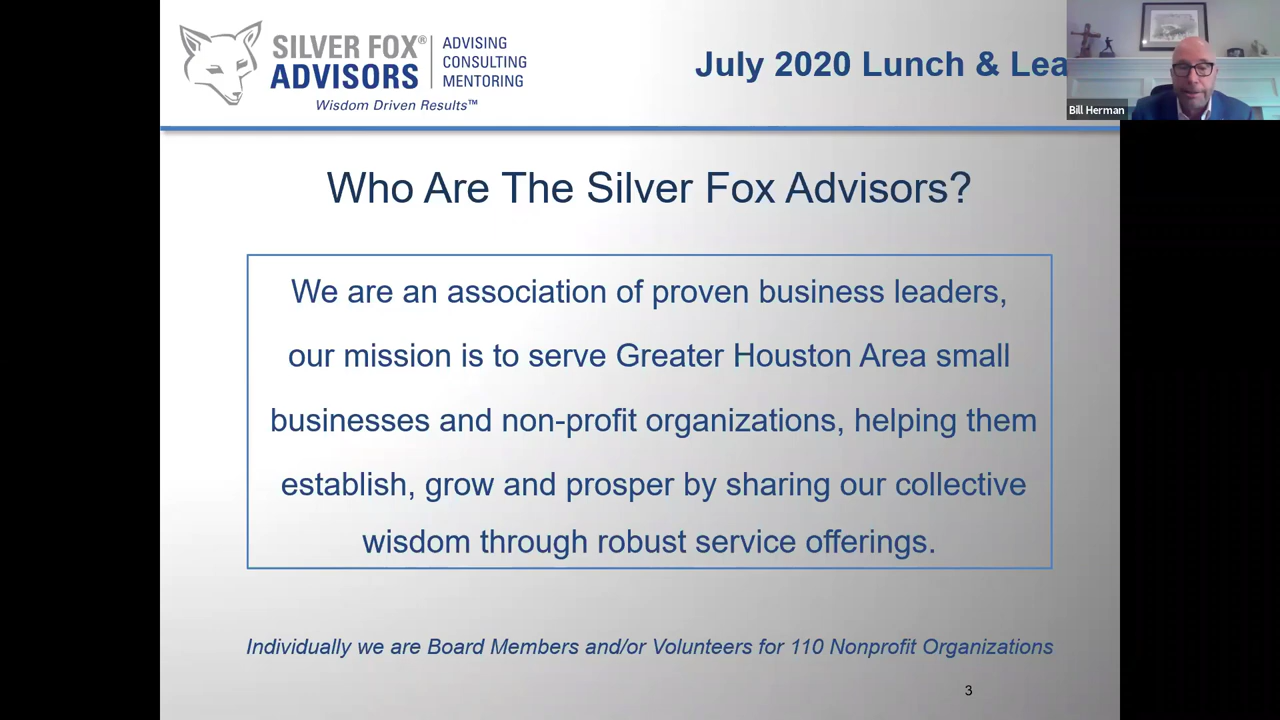 SILVER FOX® ADVISORS
ADVISING
CONSULTING
MENTORING
Wisdom Driven Results™
July 2020 Lunch & Lea
Bill Herman
Who Are The Silver Fox Advisors?
We are an association of proven business leaders,
our mission is to serve Greater Houston Area small
businesses and non-profit organizations, helping them
establish, grow and prosper by sharing our collective
wisdom through robust service offerings.
Individually we are Board Members and/or Volunteers for 110 Nonprofit Organizations
3